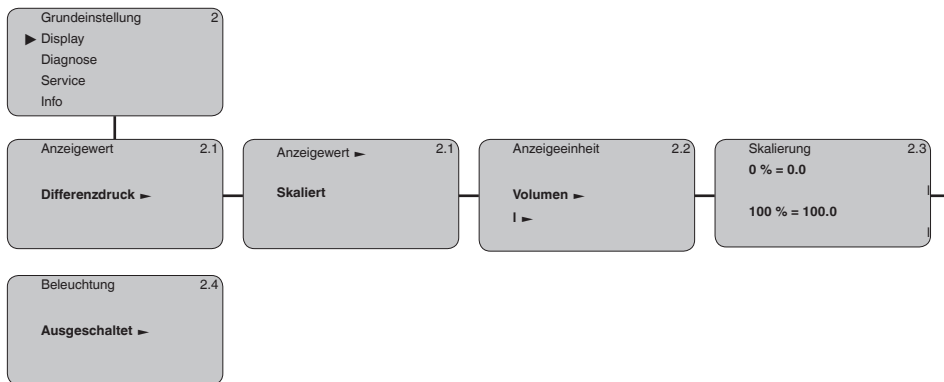 Grundeinstellung 2
▶ Display
Diagnose
Service
Info
Anzeigewert 2.1
Differenzdruck ►
Anzeigewert ► 2.1
Skaliert
Anzeigeeinheit 2.2
Volumen ►
l ►
Skalierung 2.3
0 % = 0.0
l
100 % = 100.0
l
Beleuchtung 2.4
Ausgeschaltet ►